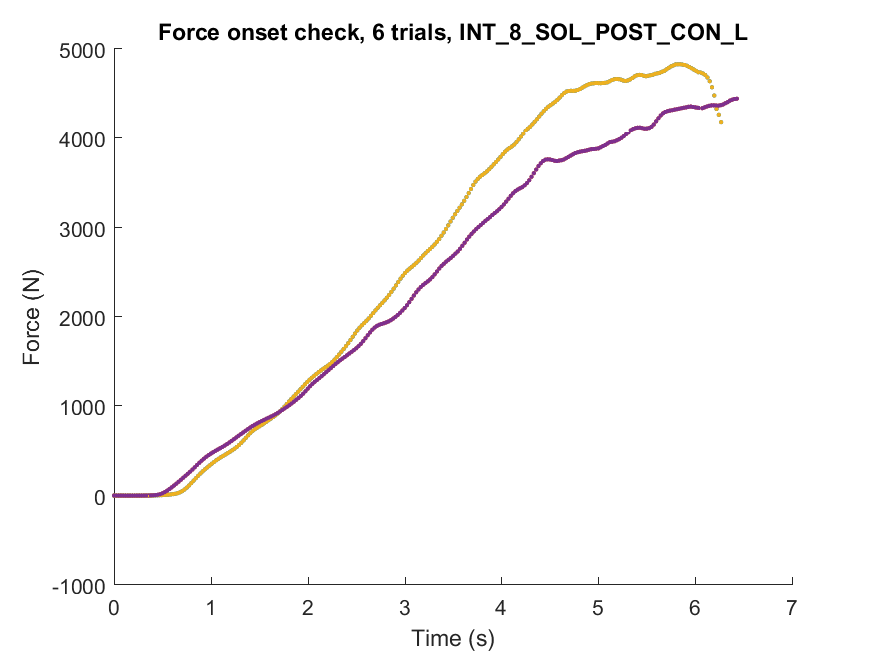 Force onset check, 6 trials, INT_8_SOL_POST_CON_L
5000
4000
3000
2000
1000
0
-1000
Force (N)
0 1 2 3 4 5 6 7
Time (s)